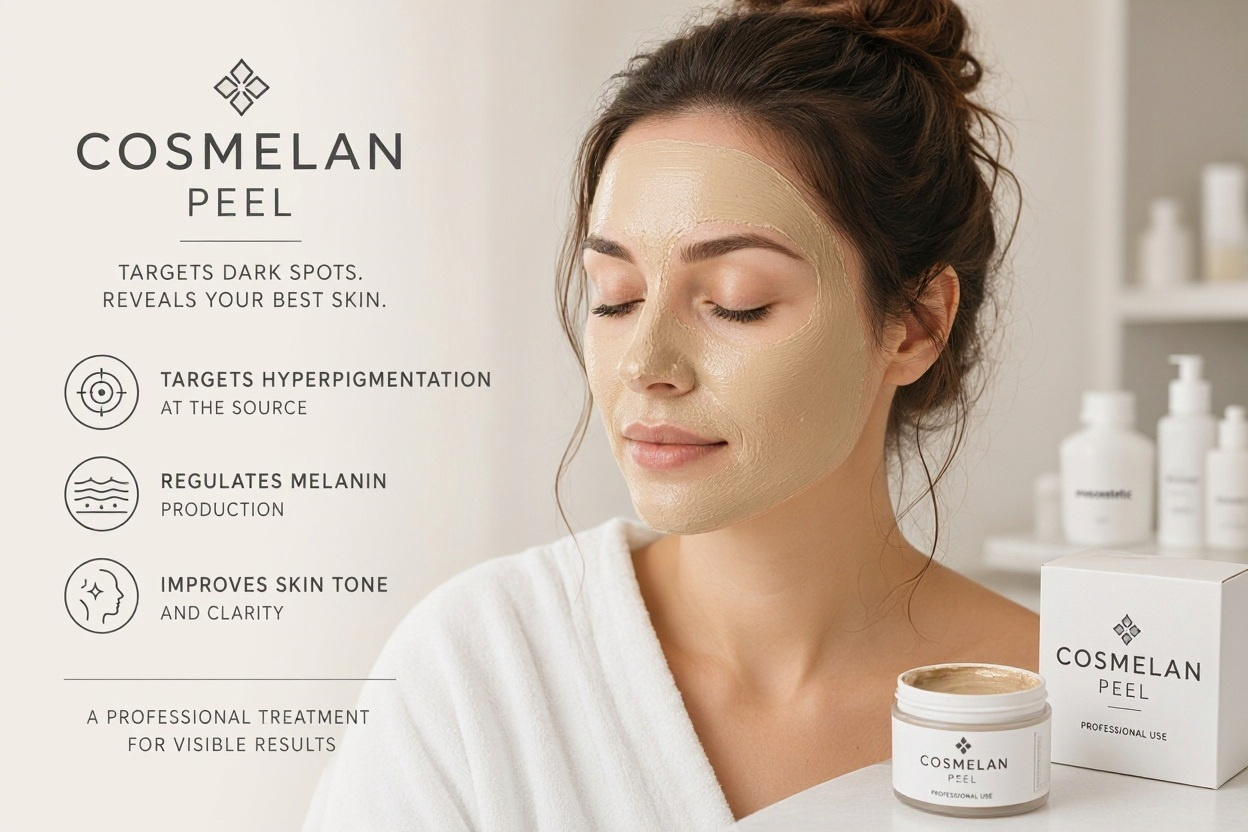 COSMELAN
PEEL
TARGETS DARK SPOTS.
REVEALS YOUR BEST SKIN.
TARGETS HYPERPIGMENTATION
AT THE SOURCE
REGULATES MELANIN
PRODUCTION
IMPROVES SKIN TONE
AND CLARITY
A PROFESSIONAL TREATMENT
FOR VISIBLE RESULTS
COSMELAN
PEEL
PROFESSIONAL USE
COSMELAN
PEEL
PROFESSIONAL USE